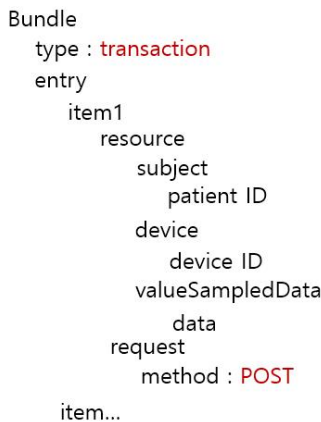 Bundle
type : transaction
entry
item1
resource
subject
patient ID
device
device ID
valueSampledData
data
request
method : POST
item...